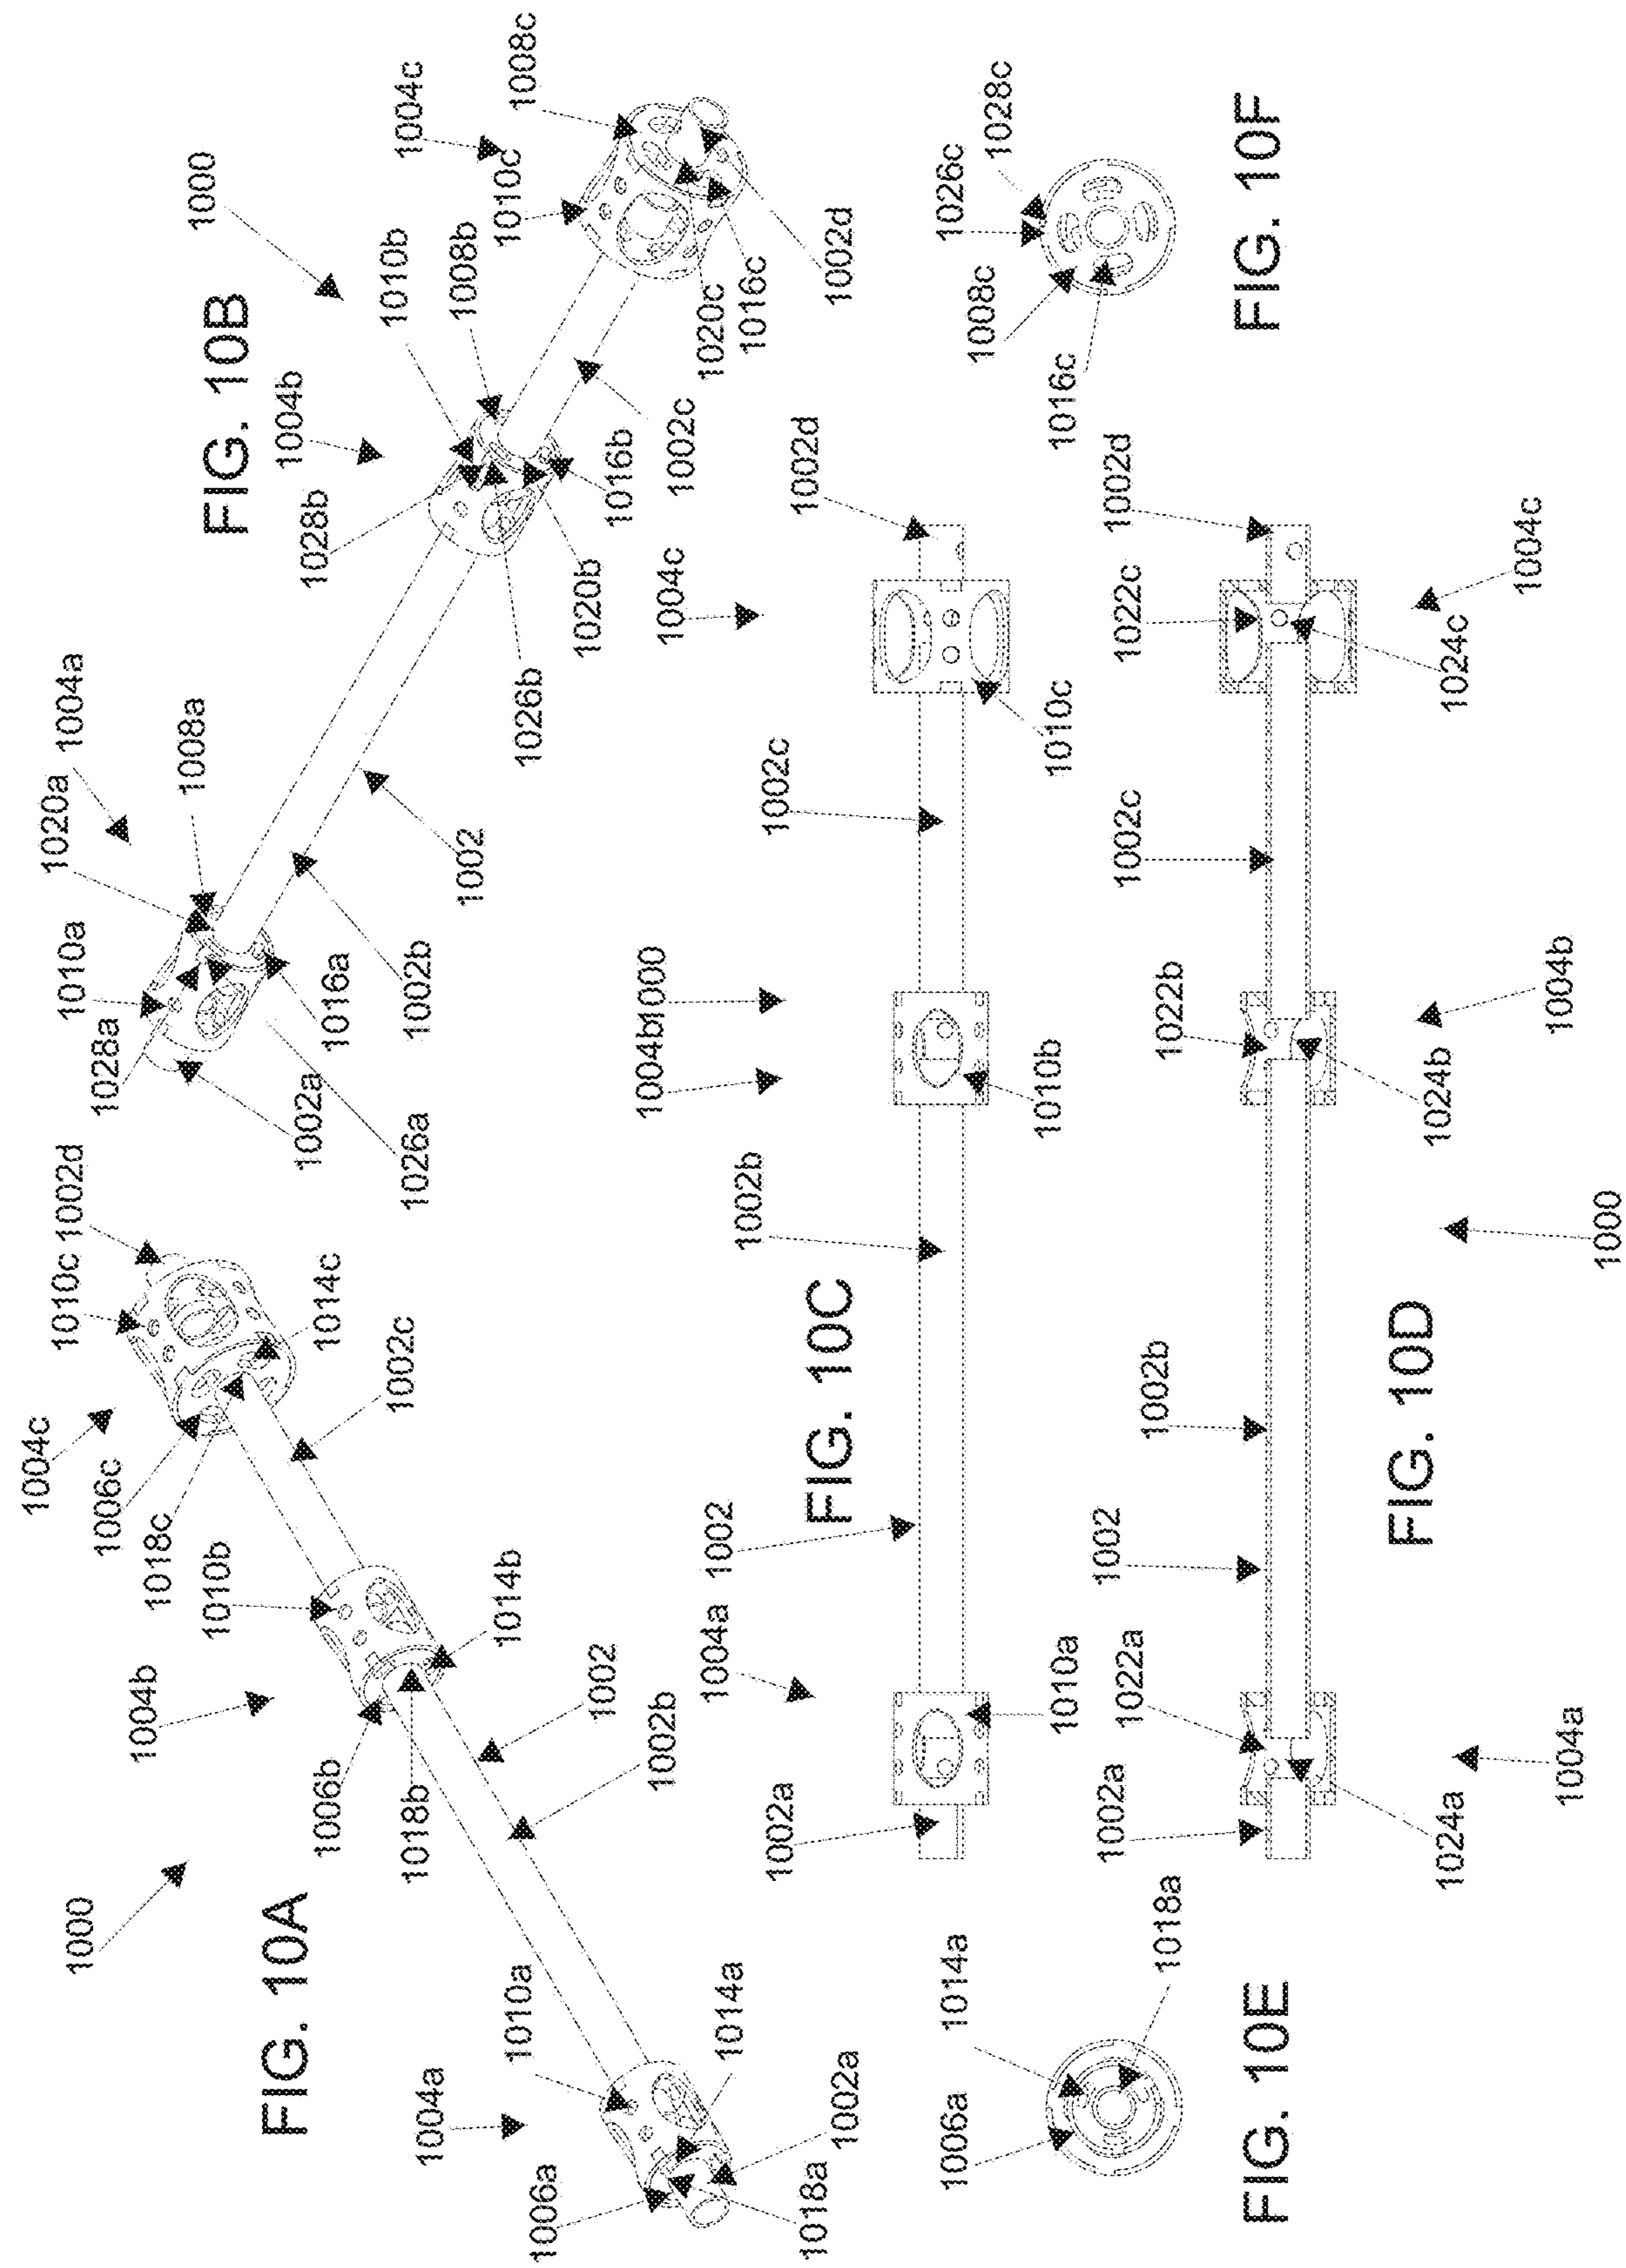 FIG. 10A
1000
1004a
1010a
1006a
1018a
1002a
1014a
1004b
1006b
1018b
1002b
1002
1014b
1010b
1018c
1006c
1004c
1010c
1002d
1014c
1002c
FIG. 10B
1000
1028a
1010a
1020a
1004a
1008a
1002a
1026a
1016a
1002b
1002
1028b
1004b
1010b
1008b
1026b
1020b
1016b
1002c
1010c
1004c
1008c
1020c
1016c
1002d
FIG. 10C
1002a
1004a
1010a
1002
1002b
1004b
1000
1010b
1002c
1010c
1004c
1002d
FIG. 10D
1002a
1024a
1022a
1004a
1002
1002b
1000
1022b
1024b
1004b
1002c
1022c
1024c
1004c
1002d
FIG. 10E
1006a
1014a
1018a
FIG. 10F
1016c
1008c
1026c
1028c